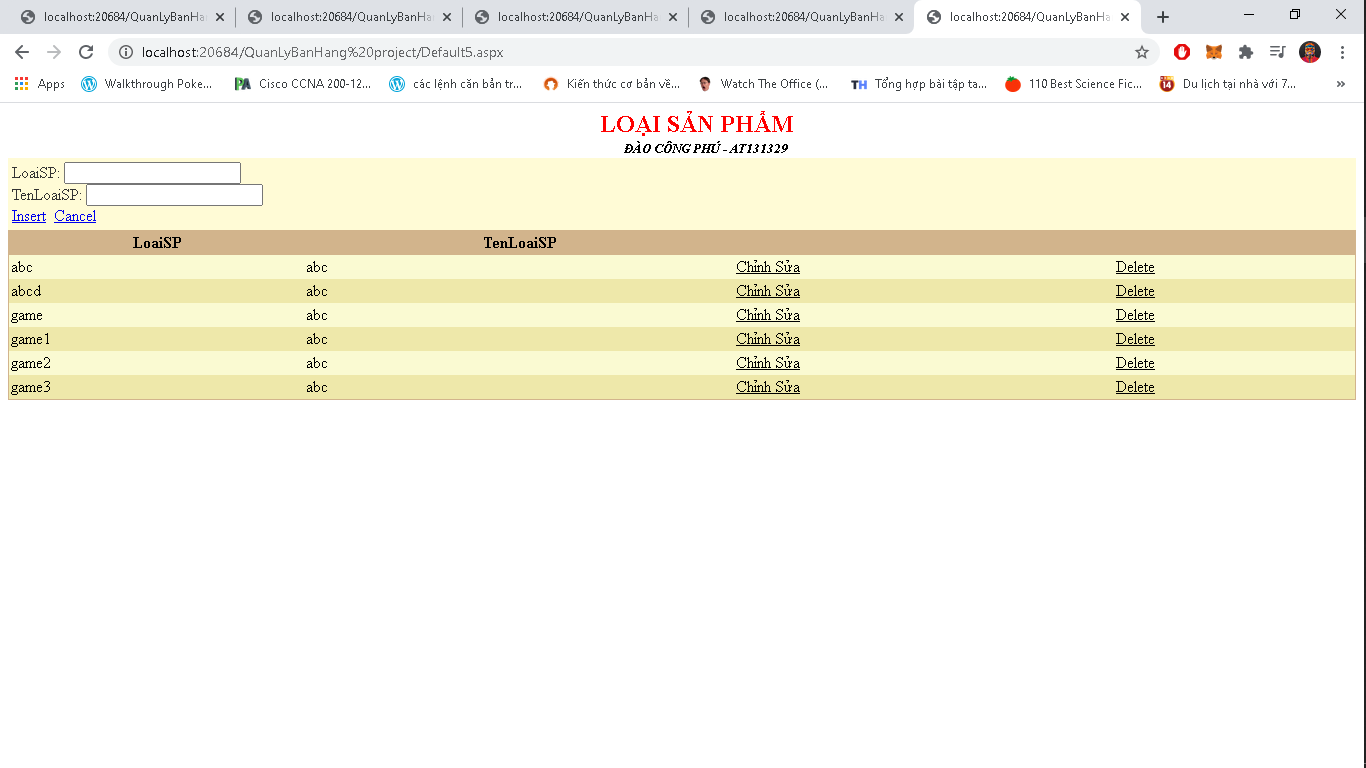 localhost:20684/QuanLyBanHa localhost:20684/QuanLyBanHa localhost:20684/QuanLyBanHa localhost:20684/QuanLyBanHa localhost:20684/QuanLyBanHa
localhost:20684/QuanLyBanHang%20project/Default5.aspx
Apps Walkthrough Poke... Cisco CCNA 200-12... các lệnh căn bản tr... Kiến thức cơ bản về... Watch The Office (... TH Tổng hợp bài tập ta... 110 Best Science Fic... 14 Du lịch tại nhà với 7... »
LOẠI SẢN PHẨM
ĐÀO CÔNG PHÚ - AT131329
LoaiSP:
TenLoaiSP:
Insert Cancel
LoaiSP TenLoaiSP
abc abc Chỉnh Sửa Delete
abcd abc Chỉnh Sửa Delete
game abc Chỉnh Sửa Delete
game1 abc Chỉnh Sửa Delete
game2 abc Chỉnh Sửa Delete
game3 abc Chỉnh Sửa Delete